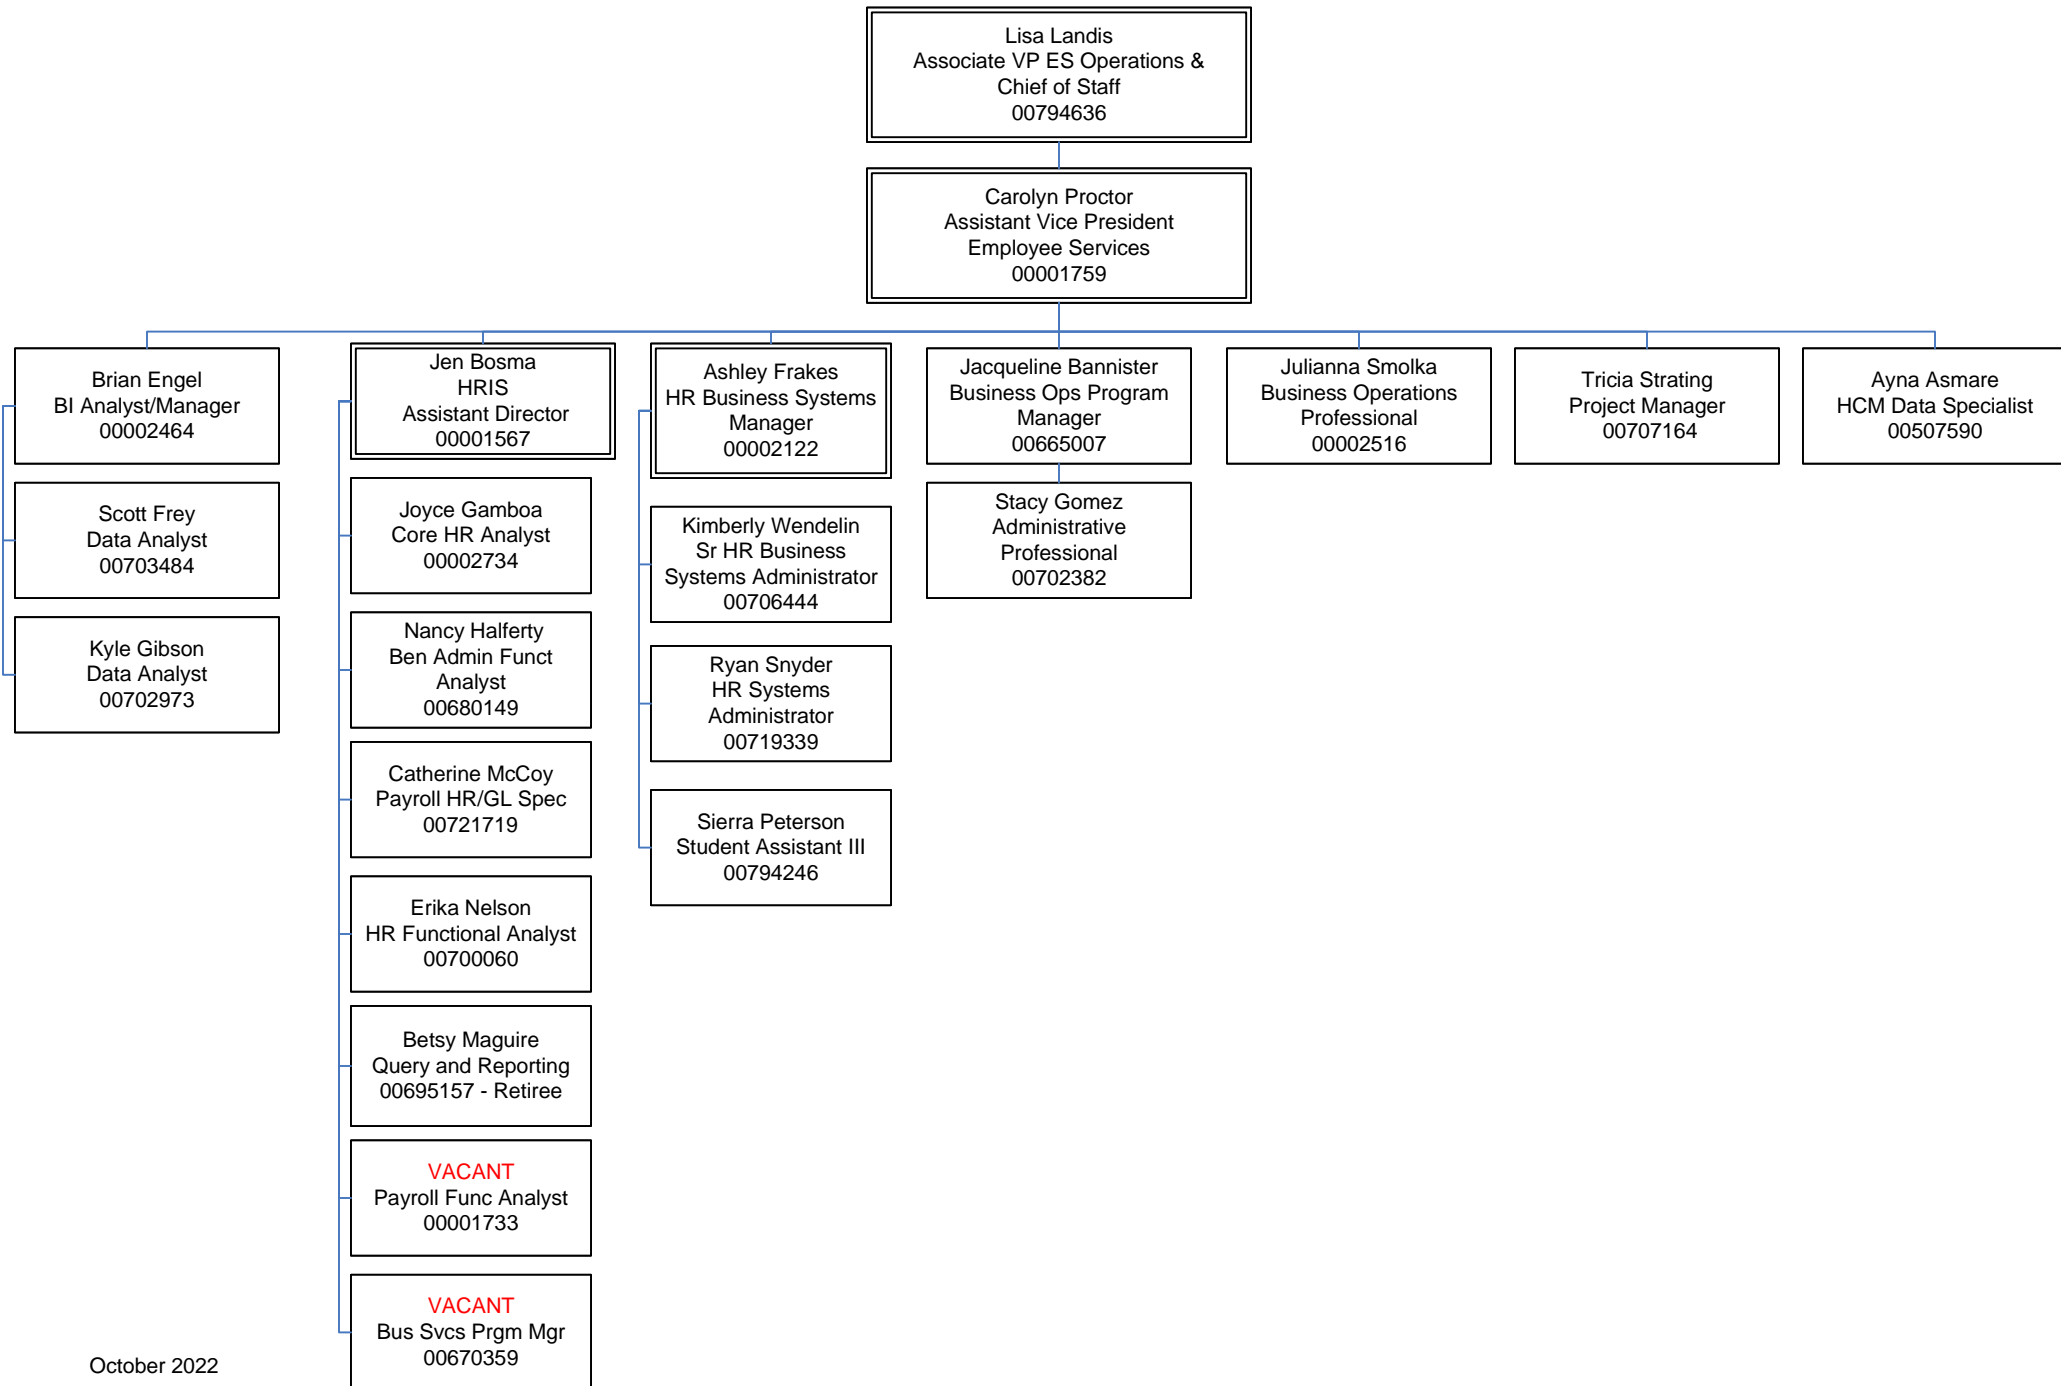 Lisa Landis
Associate VP ES Operations &
Chief of Staff
00794636
Carolyn Proctor
Assistant Vice President
Employee Services
00001759
Brian Engel
BI Analyst/Manager
00002464
Scott Frey
Data Analyst
00703484
Kyle Gibson
Data Analyst
00702973
Jen Bosma
HRIS
Assistant Director
00001567
Joyce Gamboa
Core HR Analyst
00002734
Nancy Halferty
Ben Admin Funct
Analyst
00680149
Catherine McCoy
Payroll HR/GL Spec
00721719
Erika Nelson
HR Functional Analyst
00700060
Betsy Maguire
Query and Reporting
00695157 - Retiree
VACANT
Payroll Func Analyst
00001733
VACANT
Bus Svcs Prgm Mgr
00670359
Ashley Frakes
HR Business Systems
Manager
00002122
Kimberly Wendelin
Sr HR Business
Systems Administrator
00706444
Ryan Snyder
HR Systems
Administrator
00719339
Sierra Peterson
Student Assistant III
00794246
Jacqueline Bannister
Business Ops Program
Manager
00665007
Stacy Gomez
Administrative
Professional
00702382
Julianna Smolka
Business Operations
Professional
00002516
Tricia Strating
Project Manager
00707164
Ayna Asmare
HCM Data Specialist
00507590
October 2022